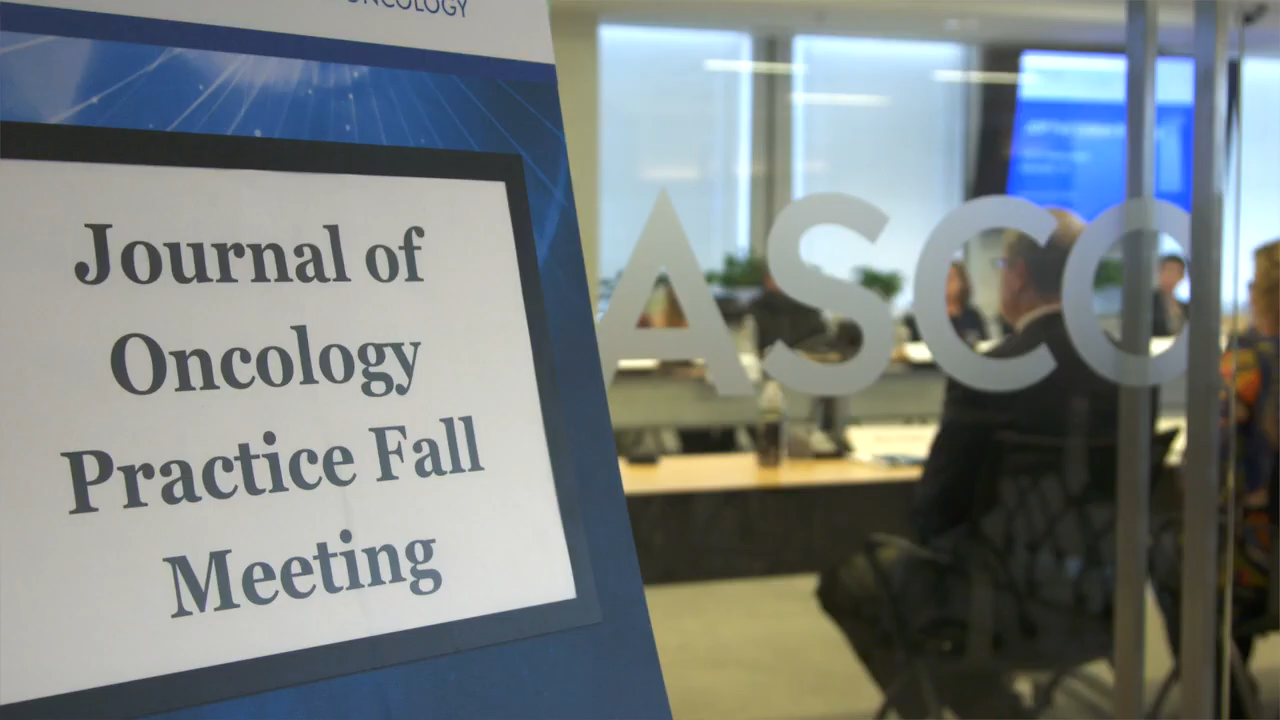 ONCOLOGY
Journal of
Oncology
Practice Fall
Meeting
ASCO